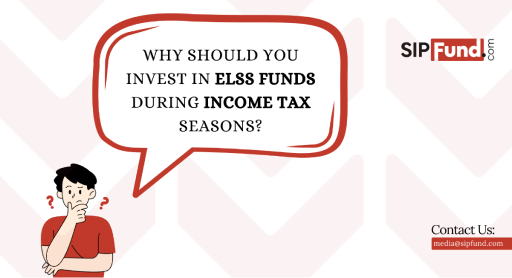 WHY SHOULD YOU
INVEST IN ELSS FUNDS
DURING INCOME TAX
SEASONS?
SIPFund.com
? ?
Contact Us:
media@sipfund.com